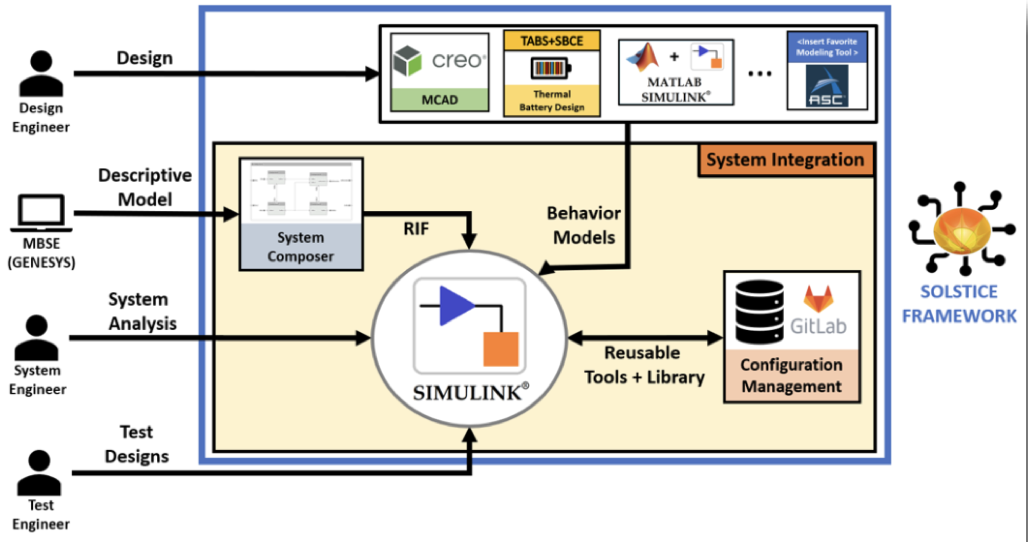 Design
Design
Engineer
creo®
MCAD
TABS+SBCE
Thermal
Battery Design
+
MATLAB
SIMULINK®
...
<Insert Favorite
Modeling Tool >
ASC
System Integration
Descriptive
Model
MBSE
(GENESYS)
System
Composer
RIF
Behavior
Models
SOLSTICE
FRAMEWORK
System
Analysis
System
Engineer
SIMULINK®
Reusable
Tools + Library
GitLab
Configuration
Management
Test
Designs
Test
Engineer